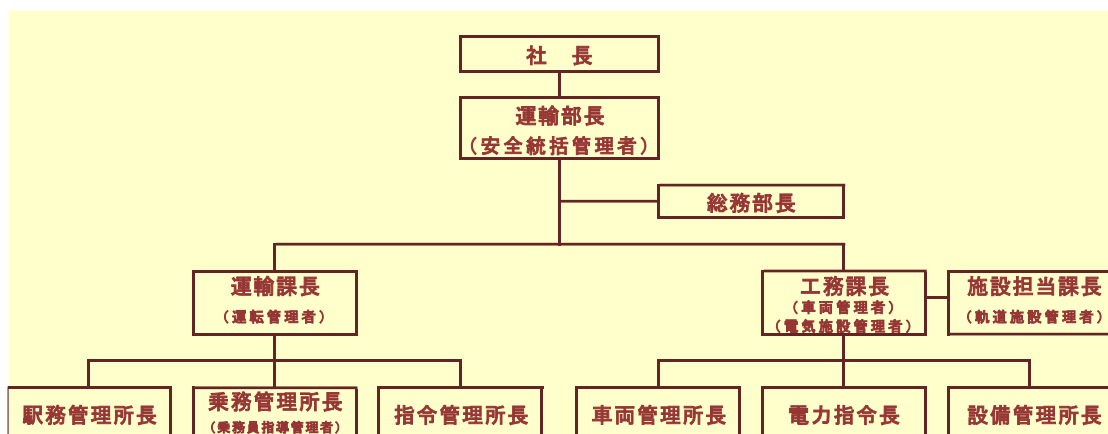 社　長
運輸部長
（安全統括管理者）
総務部長
運輸課長
（運転管理者）
工務課長
（車両管理者）
（電気施設管理者）
施設担当課長
（軌道施設管理者）
駅務管理所長
乗務管理所長
（乗務員指導管理者）
指令管理所長
車両管理所長
電力指令長
設備管理所長